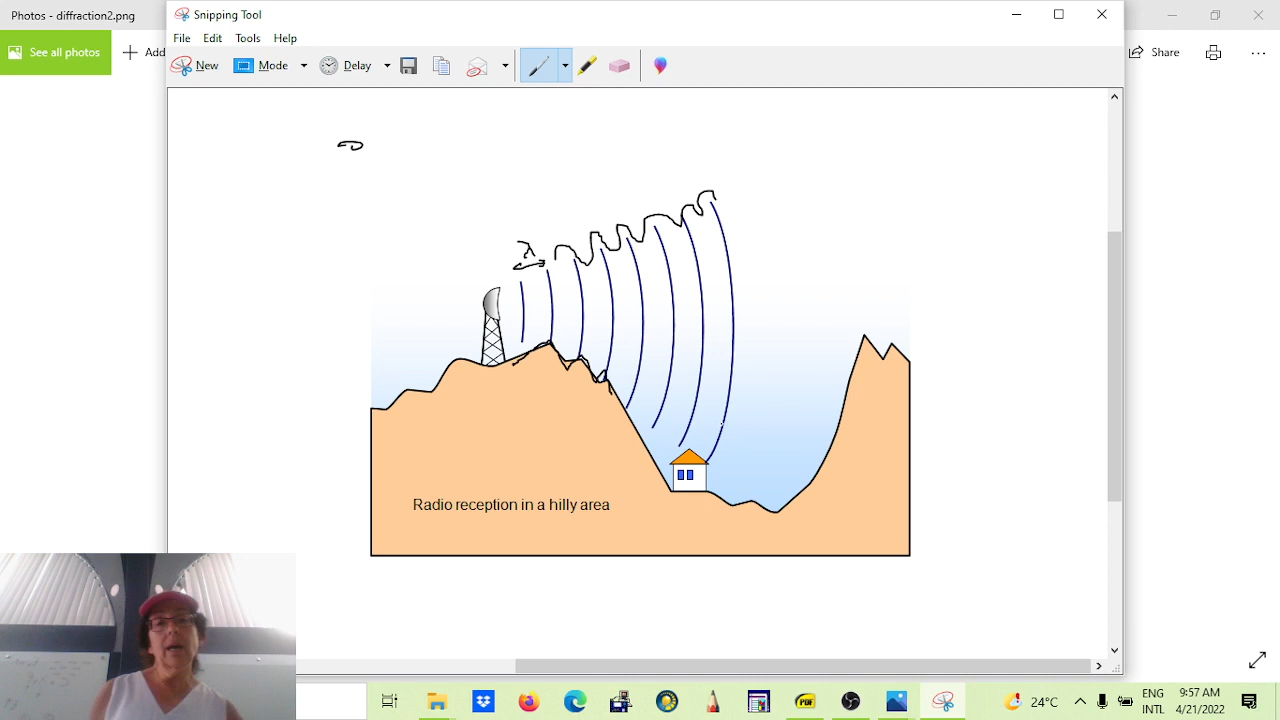 Photos - diffraction2.png
Snipping Tool
See all photos
Add
File Edit Tools Help
New Mode Delay
Share
λ
Radio reception in a hilly area
PDF
24°C
ENG
INTL
9:57 AM
4/21/2022